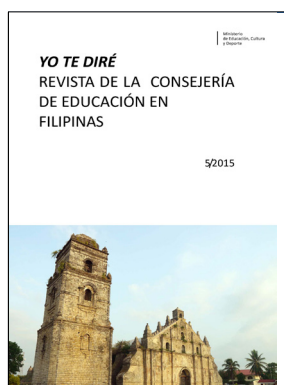 Ministerio
de Educación, Cultura
y Deporte
YO TE DIRÉ
REVISTA DE LA CONSEJERÍA
DE EDUCACIÓN EN
FILIPINAS
5/2015